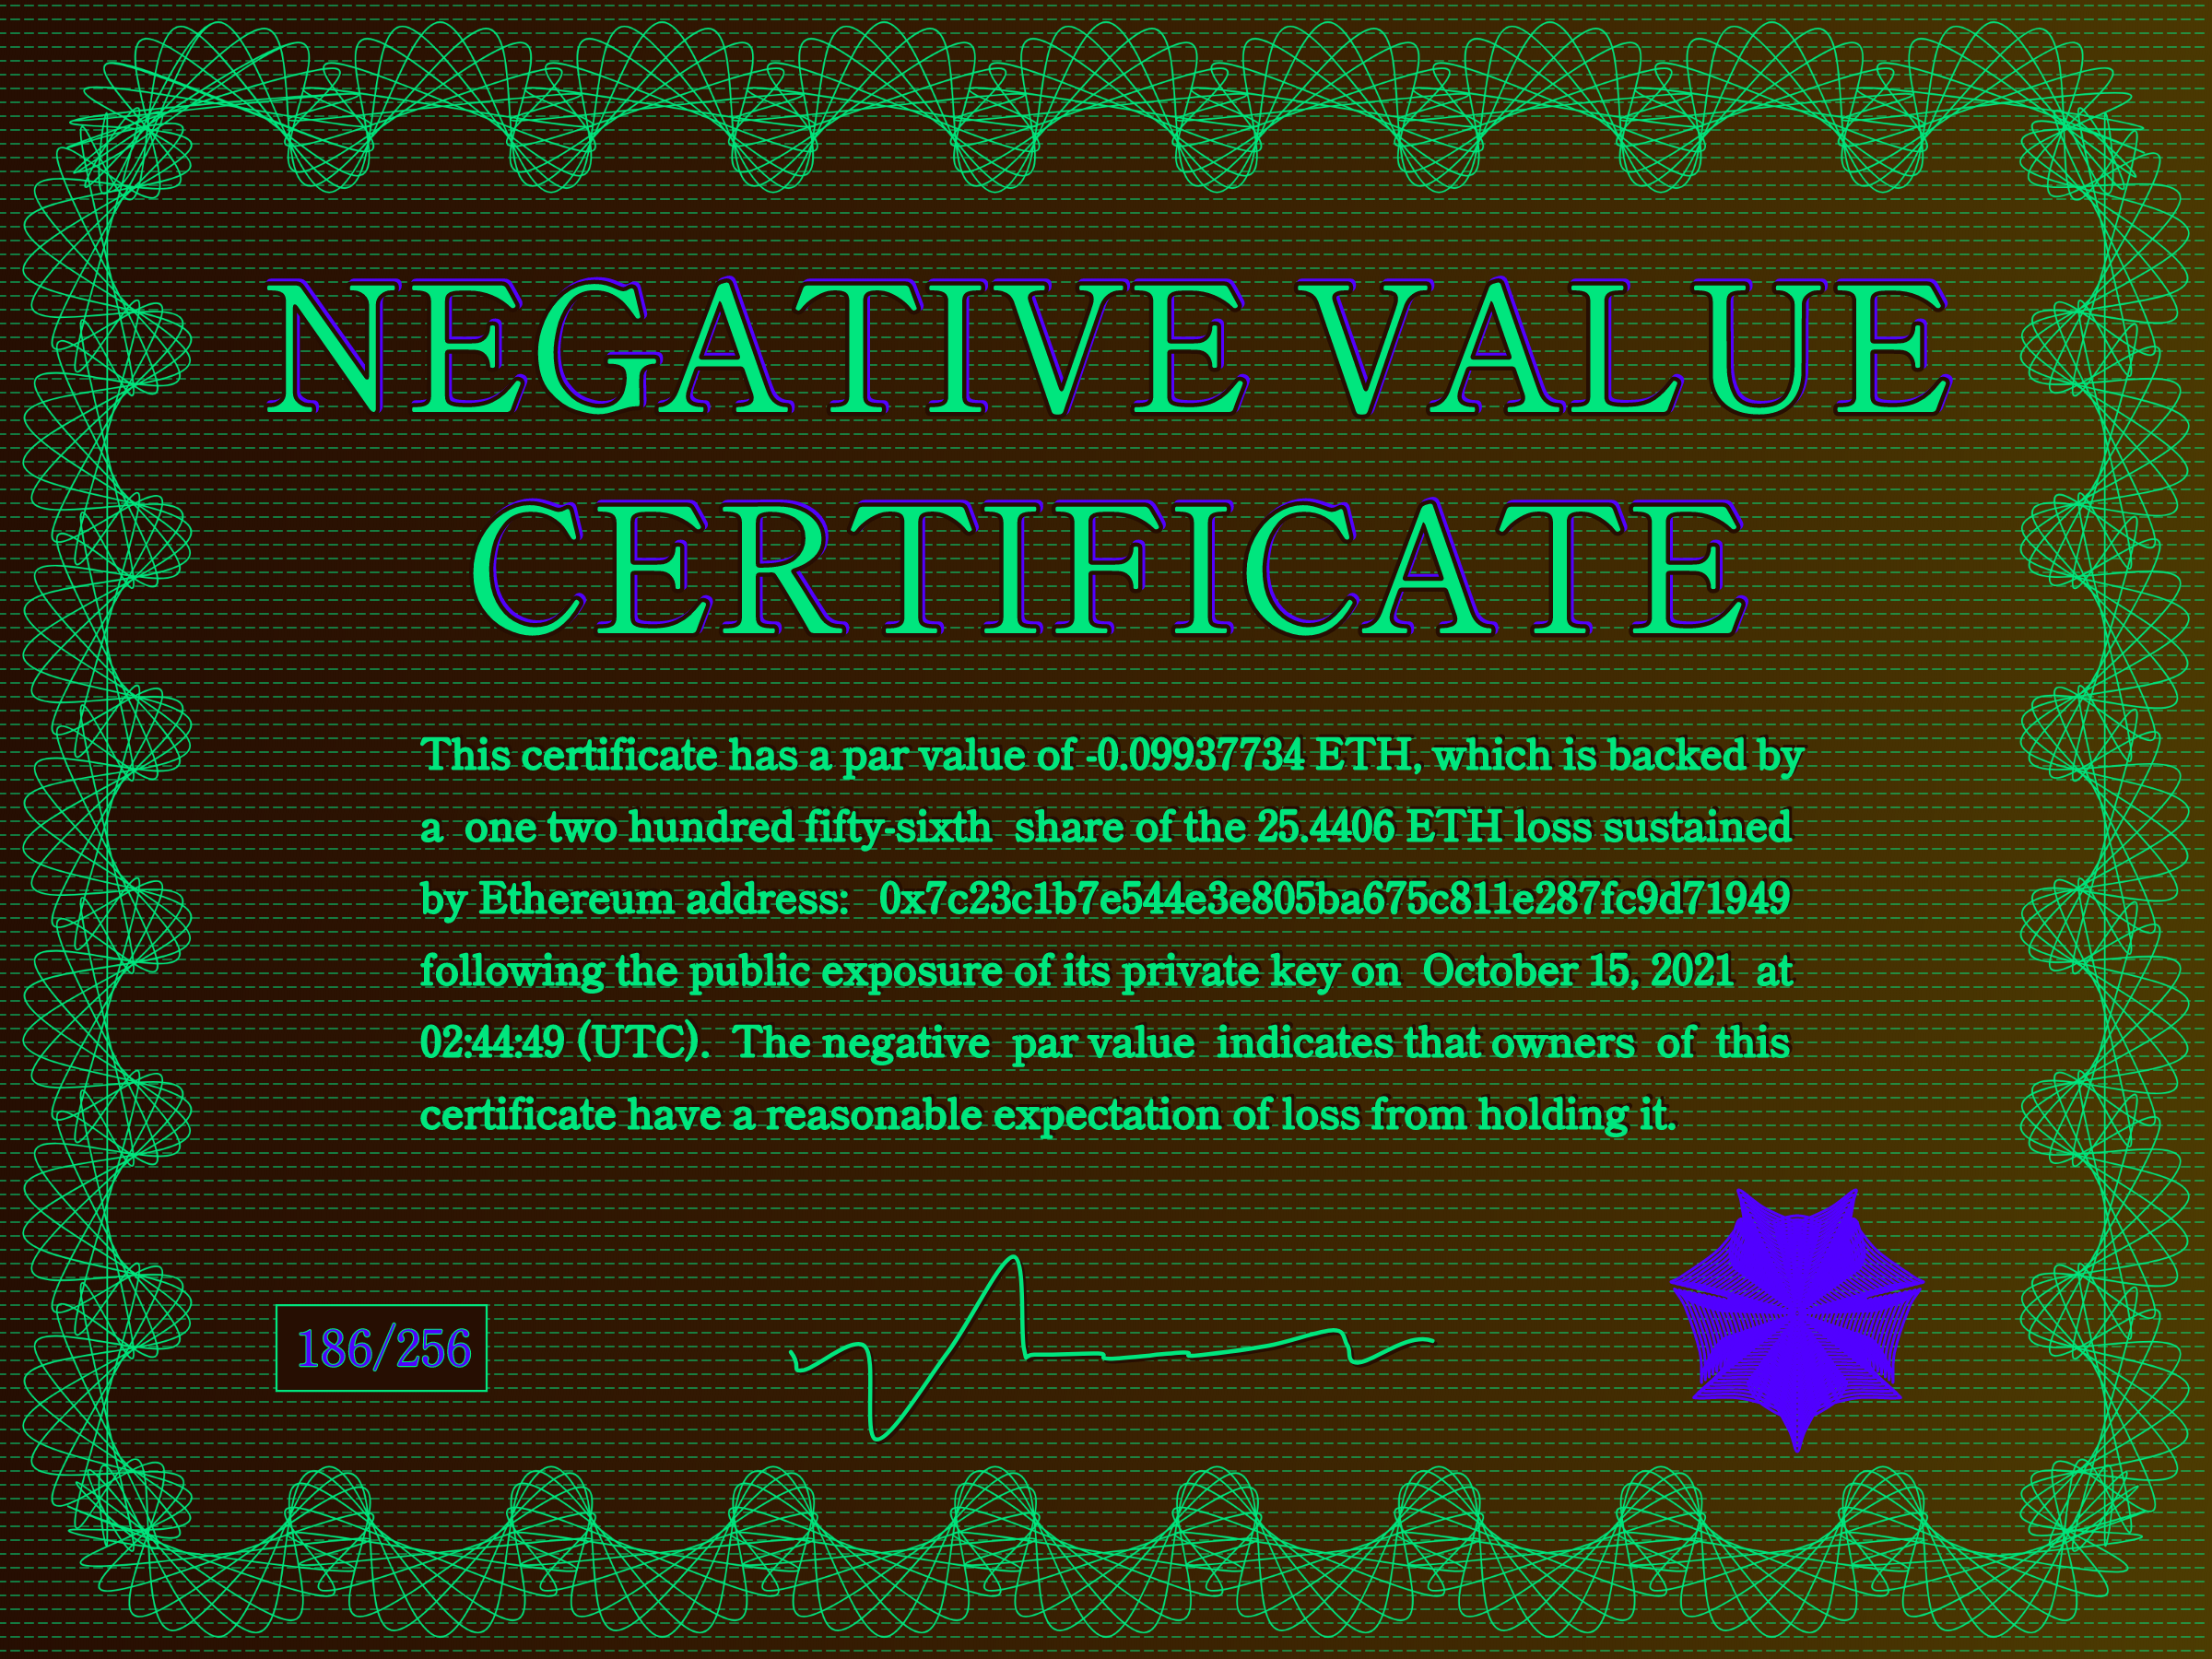 NEGATIVE VALUE
CERTIFICATE
This certificate has a par value of -0.09937734 ETH, which is backed by
a one two hundred fifty-sixth share of the 25.4406 ETH loss sustained
by Ethereum address: 0x7c23c1b7e544e3e805ba675c811e287fc9d71949
following the public exposure of its private key on October 15, 2021 at
02:44:49 (UTC). The negative par value indicates that owners of this
certificate have a reasonable expectation of loss from holding it.
186/256